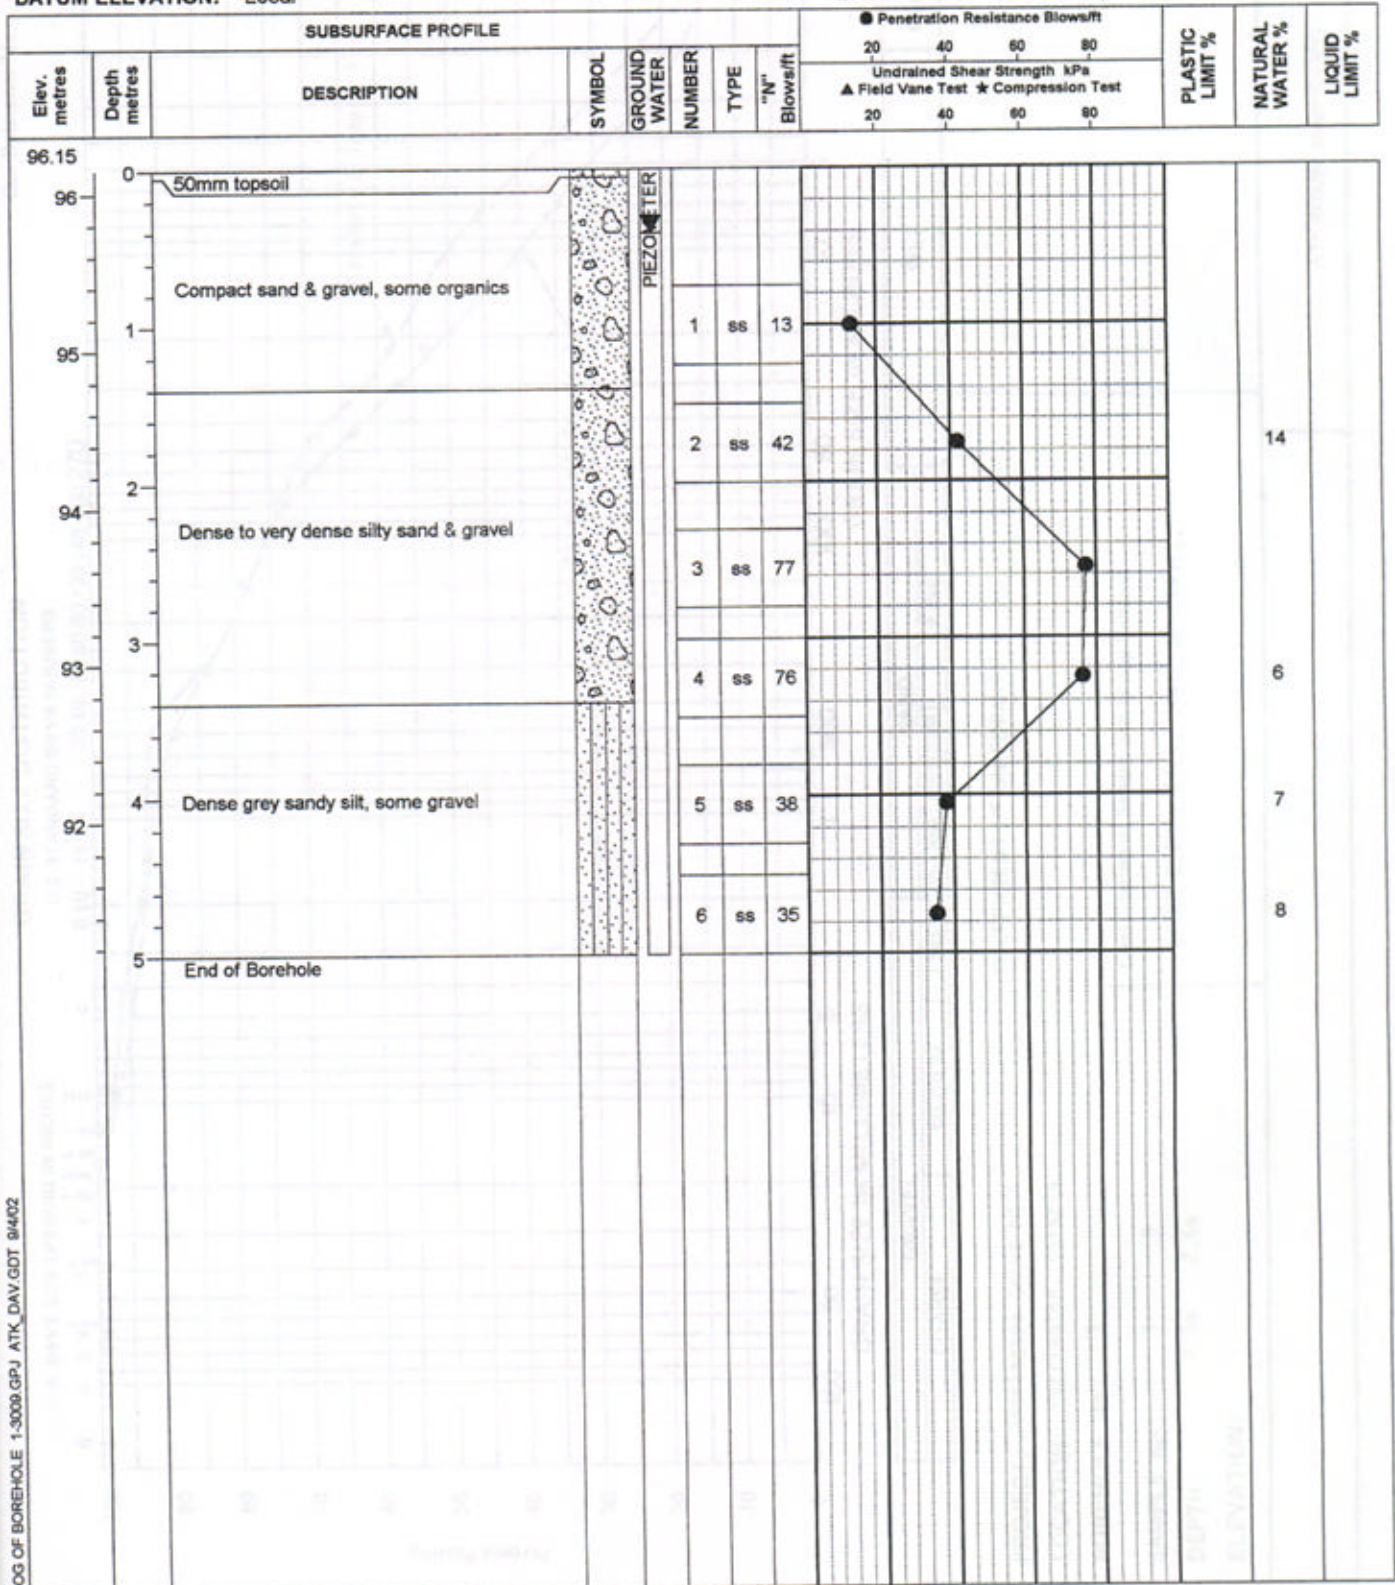 DATUM ELEVATION: Local
SUBSURFACE PROFILE
● Penetration Resistance Blows/ft
20 40 60 80
Undrained Shear Strength kPa
▲ Field Vane Test ★ Compression Test
20 40 60 80
Elev. metres
Depth metres
DESCRIPTION
SYMBOL
GROUND WATER
NUMBER
TYPE
"N" Blows/ft
PLASTIC LIMIT %
NATURAL WATER %
LIQUID LIMIT %
96.15
0
50mm topsoil
96
PIEZOMETER
Compact sand & gravel, some organics
1 ss 13
1
95
2 ss 42 14
2
94
Dense to very dense silty sand & gravel
3 ss 77
3
93
4 ss 76 6
4
Dense grey sandy silt, some gravel
5 ss 38 7
92
6 ss 35 8
5
End of Borehole
OG OF BOREHOLE 1-3009.GPJ ATK_DAV.GDT 9/4/02